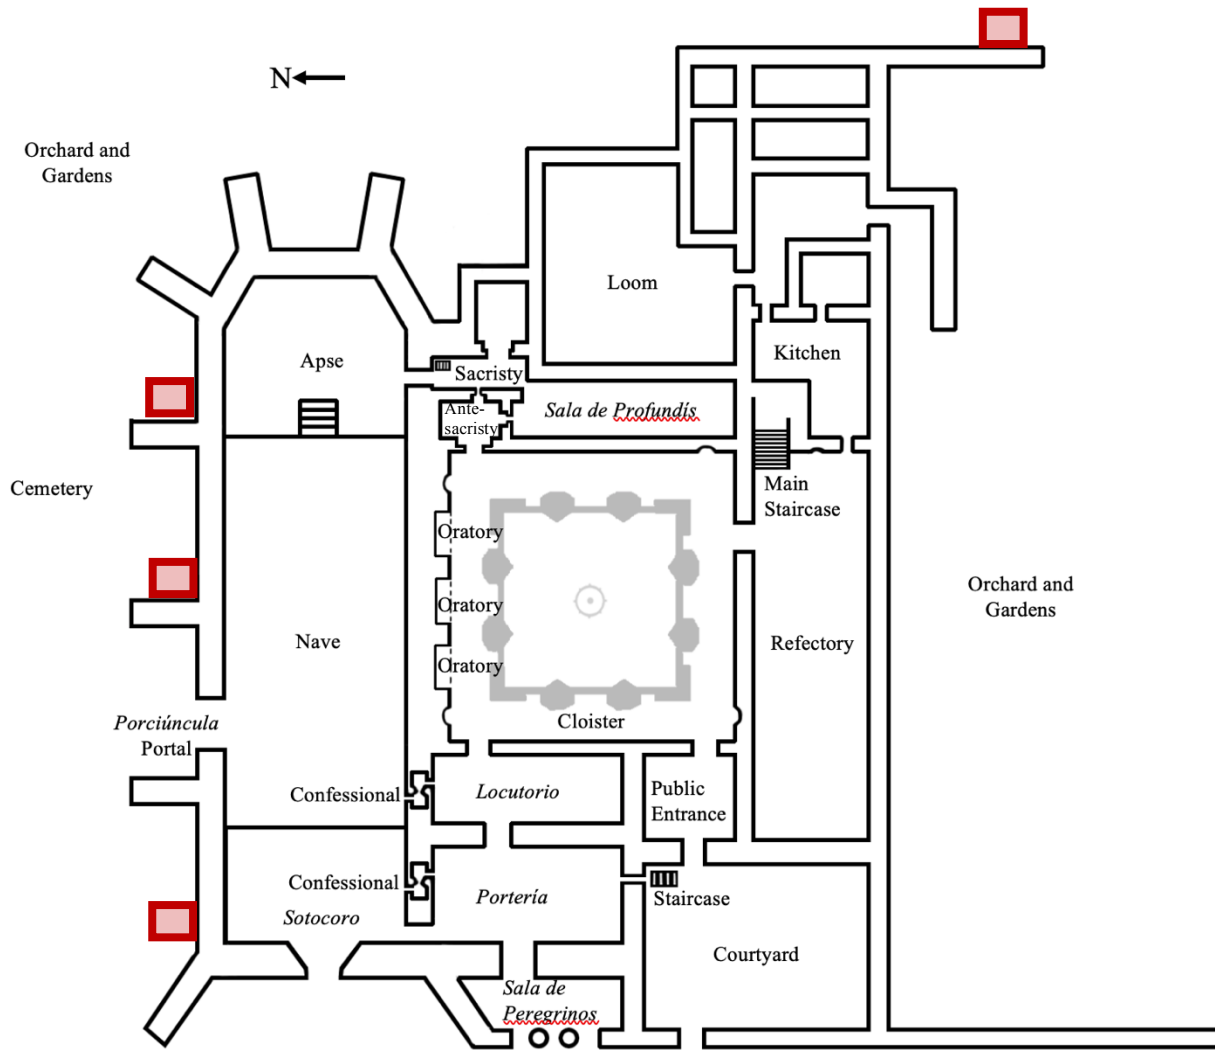 N
Orchard and
Gardens
Loom
Apse
Sacristy
Kitchen
Ante-
sacristy
Sala de Profundís
Cemetery
Main
Staircase
Oratory
Orchard and
Gardens
Oratory
Nave
Refectory
Oratory
Porciúncula
Portal
Cloister
Confessional
Locutorio
Public
Entrance
Confessional
Sotocoro
Portería
Staircase
Courtyard
Sala de
Peregrinos